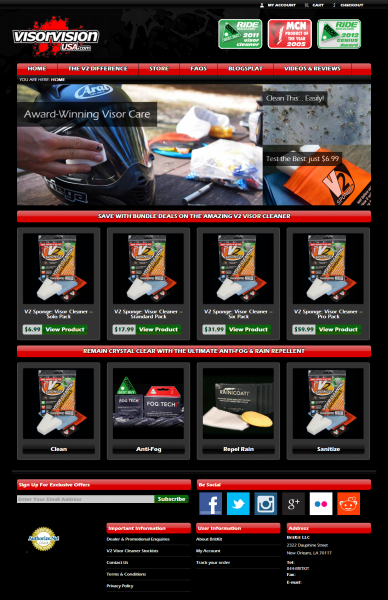 MY ACCOUNT CART CHECKOUT
VISORVISION
USA.com
RIDE
2011
visor
cleaner
MCN
PRODUCT OF
THE YEAR
2005
RIDE
2012
GENIUS
Award
HOME THE V2 DIFFERENCE STORE FAQS BLOGSPLAT VIDEOS & REVIEWS
YOU ARE HERE: HOME
Arai
Award-Winning Visor Care
Clean This... Easily!
Test the Best: just $6.99
V2
SAVE WITH BUNDLE DEALS ON THE AMAZING V2 VISOR CLEANER
V2 Sponge: Visor Cleaner – Solo Pack
V2 Sponge: Visor Cleaner – Standard Pack
V2 Sponge: Visor Cleaner – Six Pack
V2 Sponge: Visor Cleaner – Pro Pack
$6.99 View Product
$17.99 View Product
$31.99 View Product
$59.99 View Product
REMAIN CRYSTAL CLEAR WITH THE ULTIMATE ANTI-FOG & RAIN REPELLENT
FOG TECH
FOG TECH
RAINCOAT
Clean
Anti-Fog
Repel Rain
Sanitize
Sign Up For Exclusive Offers
Enter Your Email Address Subscribe
Be Social
Authorize.Net
Important Information
Dealer & Promotional Enquiries
V2 Visor Cleaner Stockists
Contact Us
Terms & Conditions
Privacy Policy
User Information
About BritKit
My Account
Track your order
Address
BritKit LLC
2322 Dauphine Street
New Orleans, LA 70117
Tel:
Fax:
E-mail: